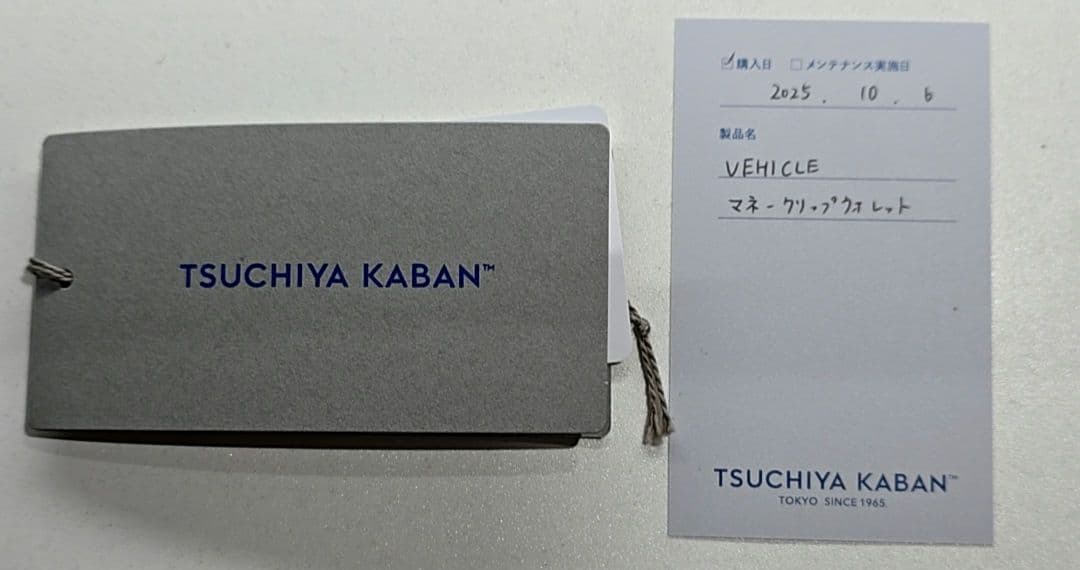 TSUCHIYA KABAN™
☑購入日 ☐メンテナンス実施日
2025. 10. 6
製品名
VEHICLE
マネークリップウォレット
TSUCHIYA KABAN™
TOKYO SINCE 1965